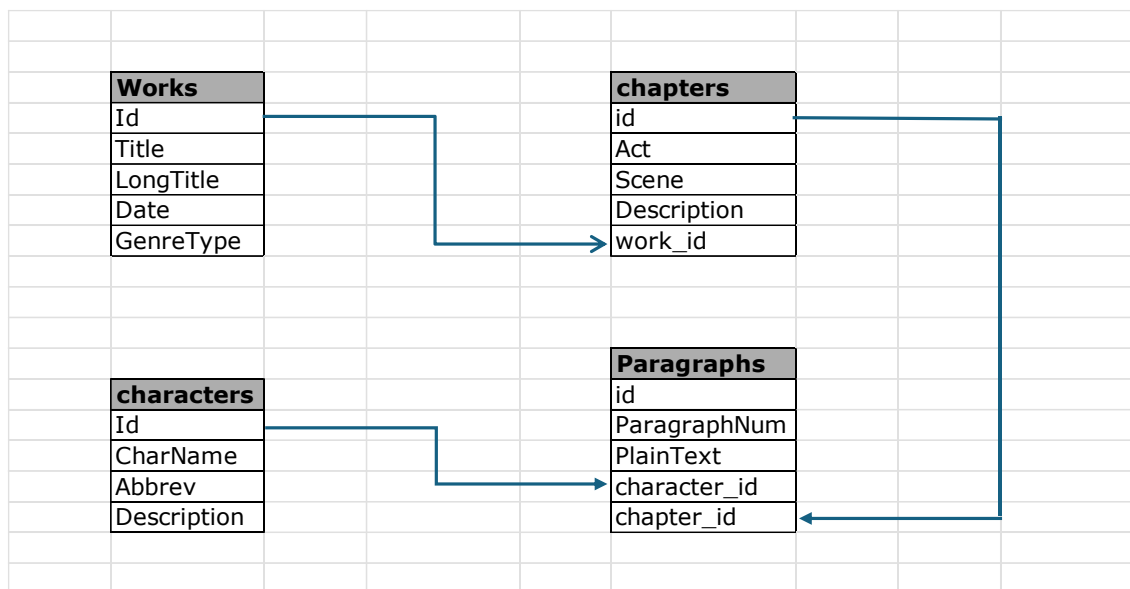 Works
Id
Title
LongTitle
Date
GenreType
chapters
id
Act
Scene
Description
work_id
characters
Id
CharName
Abbrev
Description
Paragraphs
id
ParagraphNum
PlainText
character_id
chapter_id